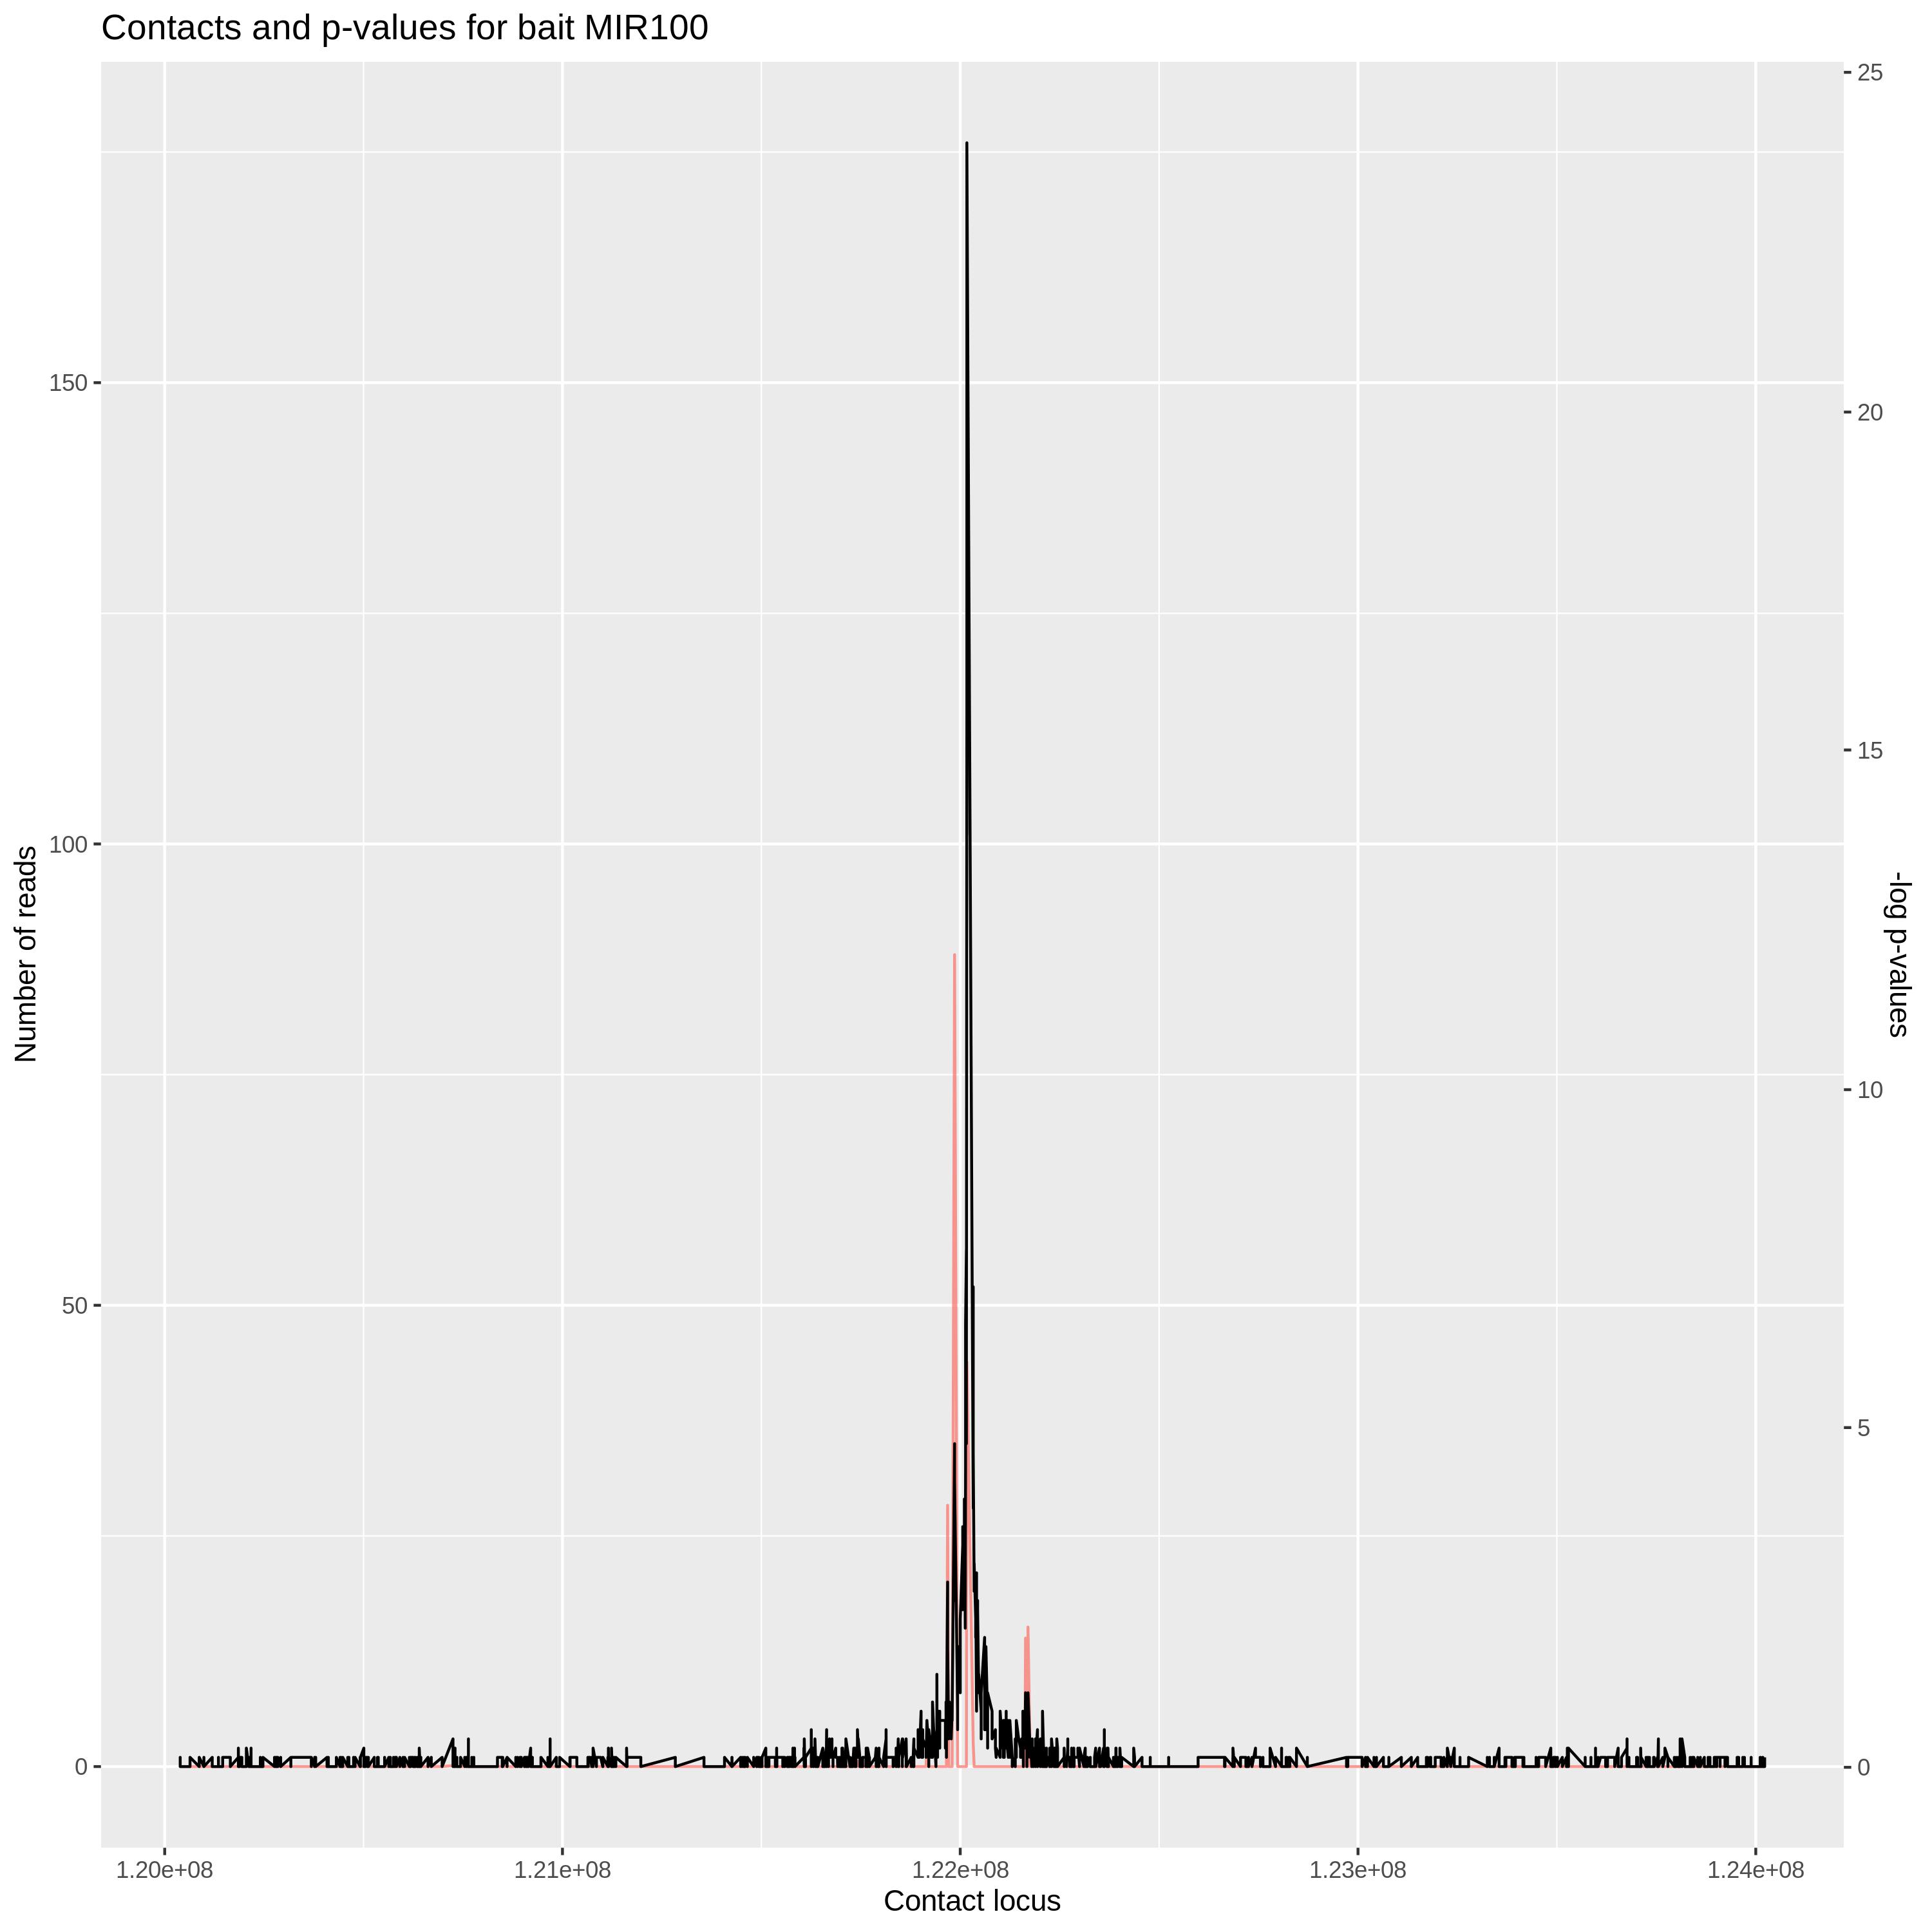 Contacts and p-values for bait MIR100
25
20
150
15
100
10
50
5
0
0
Number of reads
-log p-values
1.20e+08 1.21e+08 1.22e+08 1.23e+08 1.24e+08
Contact locus